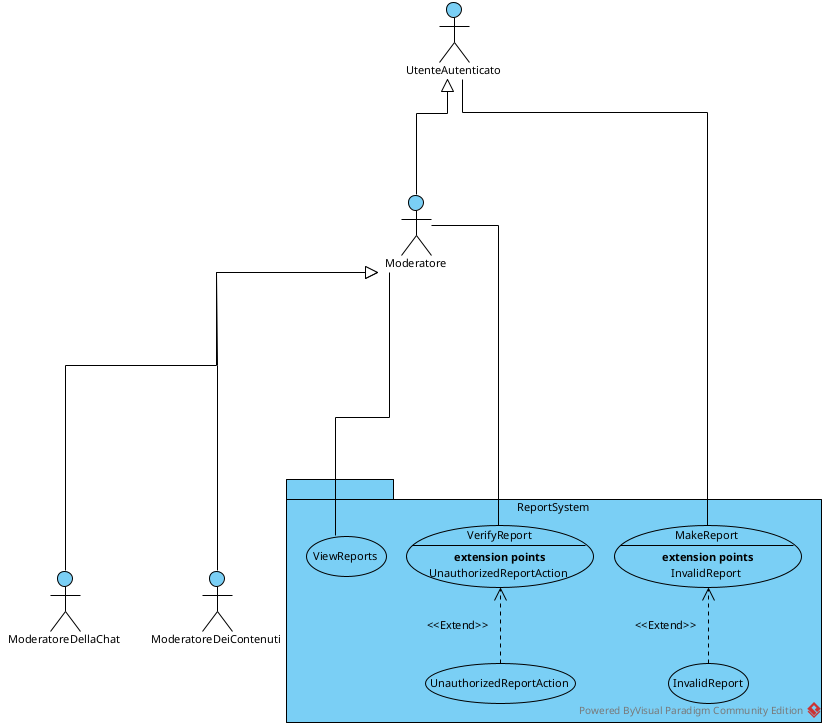 UtenteAutenticato
Moderatore
ReportSystem
VerifyReport
MakeReport
ViewReports
extension points
UnauthorizedReportAction
extension points
InvalidReport
ModeratoreDellaChat
ModeratoreDeiContenuti
<<Extend>>
<<Extend>>
UnauthorizedReportAction
InvalidReport
Powered ByVisual Paradigm Community Edition